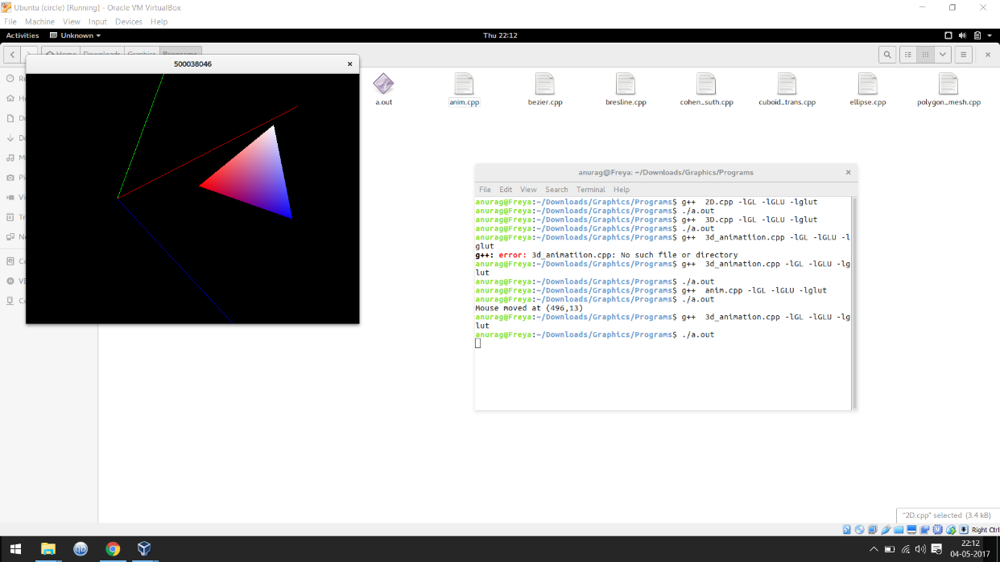 Ubuntu (circle) [Running] - Oracle VM VirtualBox
File Machine View Input Devices Help
Activities Unknown Thu 22:12
Home Downloads Graphics Programs
500038046
a.out anim.cpp bezier.cpp bresline.cpp cohen_suth.cpp cuboid_trans.cpp ellipse.cpp polygon_mesh.cpp
anurag@Freya: ~/Downloads/Graphics/Programs
File Edit View Search Terminal Help
anurag@Freya:~/Downloads/Graphics/Programs$ g++  2D.cpp -lGL -lGLU -lglut
anurag@Freya:~/Downloads/Graphics/Programs$ ./a.out
anurag@Freya:~/Downloads/Graphics/Programs$ g++  3D.cpp -lGL -lGLU -lglut
anurag@Freya:~/Downloads/Graphics/Programs$ ./a.out
anurag@Freya:~/Downloads/Graphics/Programs$ g++  3d_animatiion.cpp -lGL -lGLU -l
glut
g++: error: 3d_animatiion.cpp: No such file or directory
anurag@Freya:~/Downloads/Graphics/Programs$ g++  3d_animation.cpp -lGL -lGLU -lg
lut
anurag@Freya:~/Downloads/Graphics/Programs$ ./a.out
anurag@Freya:~/Downloads/Graphics/Programs$ g++  anim.cpp -lGL -lGLU -lglut
anurag@Freya:~/Downloads/Graphics/Programs$ ./a.out
Mouse moved at (496,13)
anurag@Freya:~/Downloads/Graphics/Programs$ g++  3d_animation.cpp -lGL -lGLU -lg
lut
anurag@Freya:~/Downloads/Graphics/Programs$ ./a.out
"2D.cpp" selected (3.4 kB)
Right Ctrl
22:12
04-05-2017